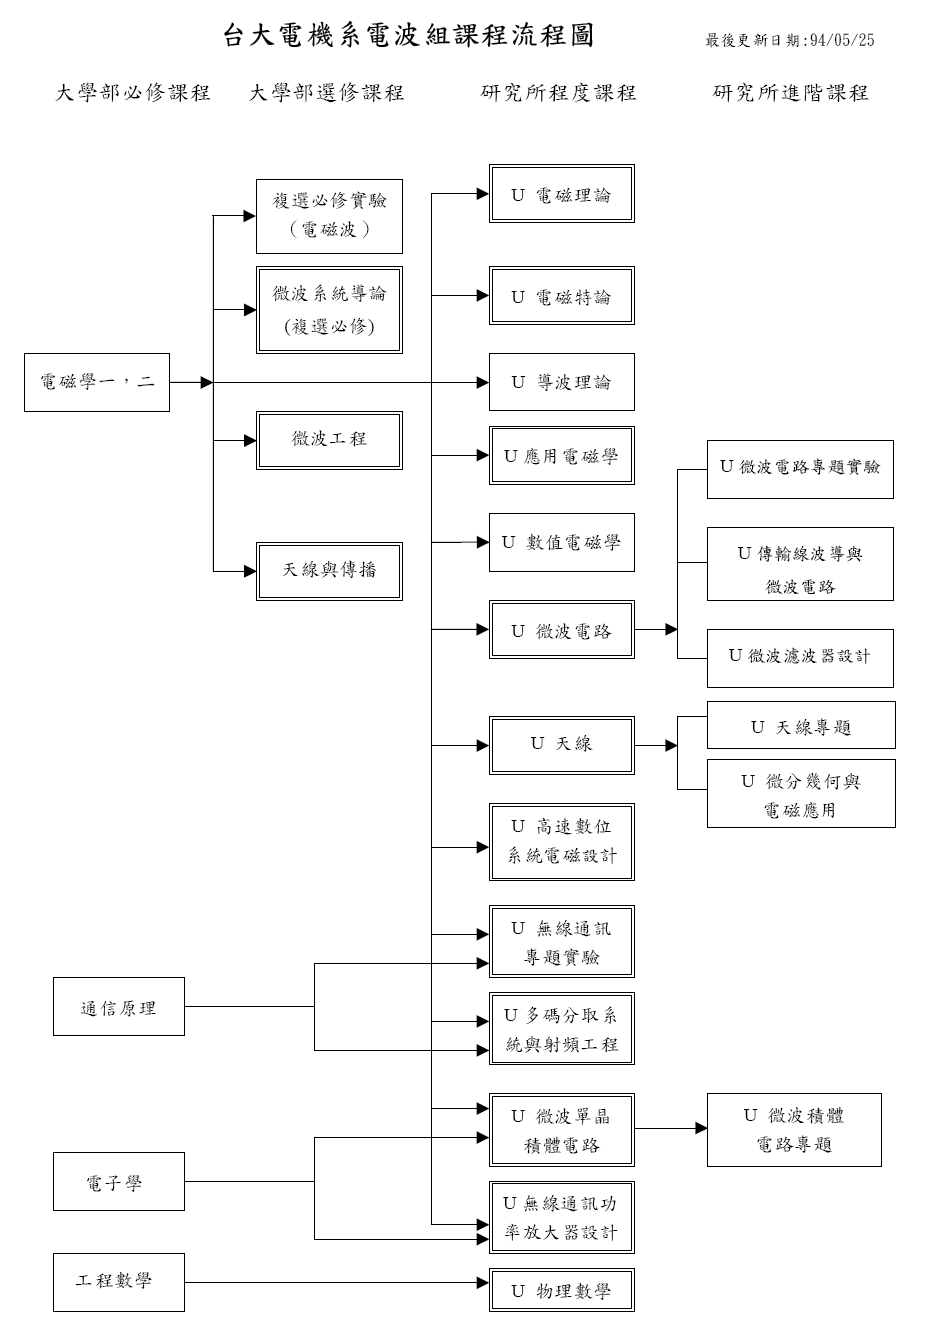 台大電機系電波組課程流程圖
最後更新日期:94/05/25
大學部必修課程
大學部選修課程
研究所程度課程
研究所進階課程
電磁學一，二
通信原理
電子學
工程數學
複選必修實驗
（電磁波）
微波系統導論
(複選必修)
微波工程
天線與傳播
U 電磁理論
U 電磁特論
U 導波理論
U 應用電磁學
U 數值電磁學
U 微波電路
U 天線
U 高速數位
系統電磁設計
U 無線通訊
專題實驗
U 多碼分取系
統與射頻工程
U 微波單晶
積體電路
U 無線通訊功
率放大器設計
U 物理數學
U 微波電路專題實驗
U 傳輸線波導與
微波電路
U 微波濾波器設計
U 天線專題
U 微分幾何與
電磁應用
U 微波積體
電路專題